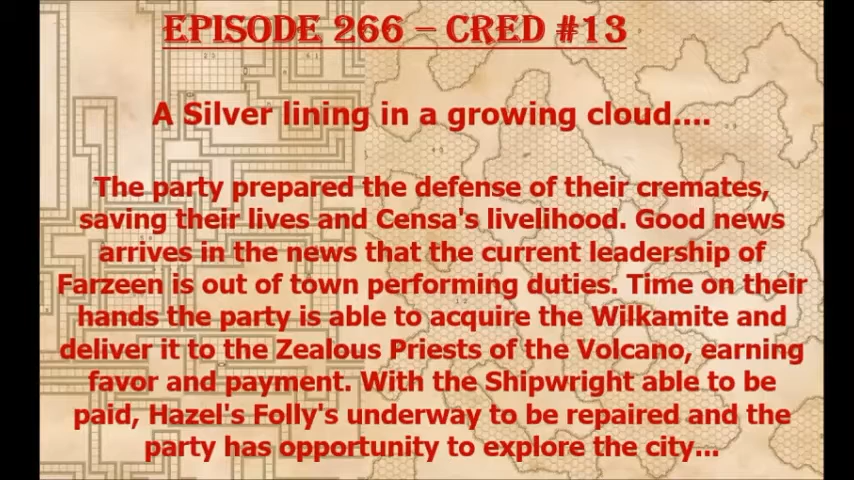 EPISODE 266 – CRED #13
A Silver lining in a growing cloud....
The party prepared the defense of their cremates,
saving their lives and Censa's livelihood. Good news
arrives in the news that the current leadership of
Farzeen is out of town performing duties. Time on their
hands the party is able to acquire the Wilkamite and
deliver it to the Zealous Priests of the Volcano, earning
favor and payment. With the Shipwright able to be
paid, Hazel's Folly's underway to be repaired and the
party has opportunity to explore the city...